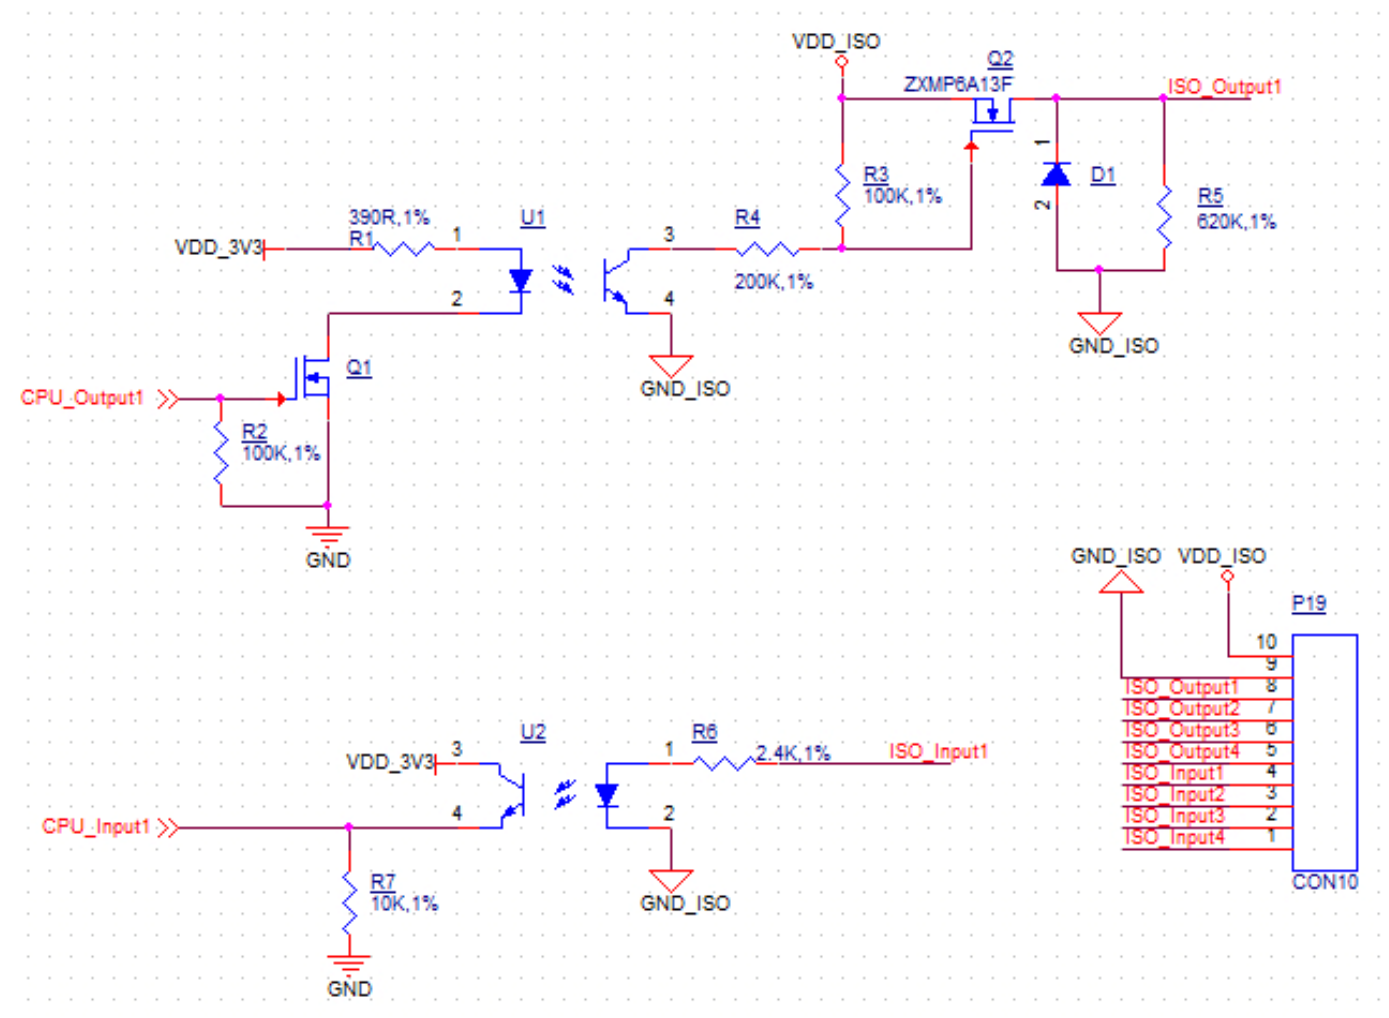 VDD_ISO
Q2
ZXMP6A13F
ISO_Output1
1
D1
2
R3
100K,1%
R5
620K,1%
390R,1%
R1
VDD_3V3
1
U1
3
R4
200K,1%
2
4
GND_ISO
GND_ISO
Q1
CPU_Output1
R2
100K,1%
GND
GND_ISO
VDD_ISO
P19
10
9
ISO_Output1 8
ISO_Output2 7
ISO_Output3 6
ISO_Output4 5
ISO_Input1 4
ISO_Input2 3
ISO_Input3 2
ISO_Input4 1
CON10
U2
VDD_3V3
3
1
R6
2.4K,1%
ISO_Input1
CPU_Input1
4
2
R7
10K,1%
GND_ISO
GND